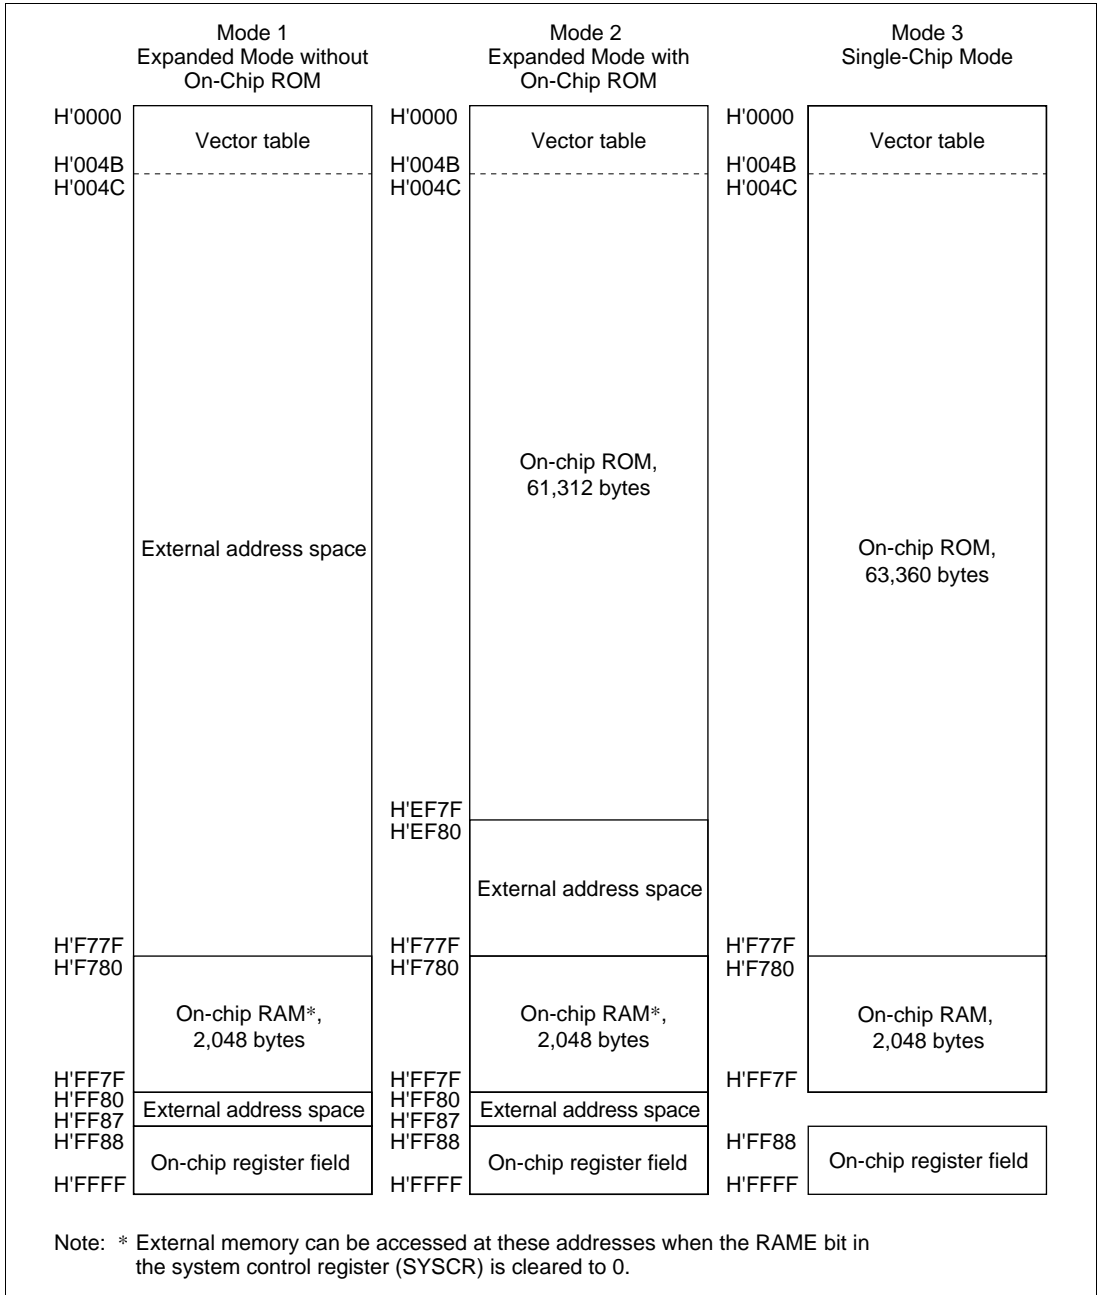 Mode 1
Expanded Mode without
On-Chip ROM
H'0000
Vector table
H'004B
H'004C
External address space
H'F77F
H'F780
On-chip RAM*,
2,048 bytes
H'FF7F
H'FF80
External address space
H'FF87
H'FF88
On-chip register field
H'FFFF
Mode 2
Expanded Mode with
On-Chip ROM
H'0000
Vector table
H'004B
H'004C
On-chip ROM,
61,312 bytes
H'EF7F
H'EF80
External address space
H'F77F
H'F780
On-chip RAM*,
2,048 bytes
H'FF7F
H'FF80
External address space
H'FF87
H'FF88
On-chip register field
H'FFFF
Mode 3
Single-Chip Mode
H'0000
Vector table
H'004B
H'004C
On-chip ROM,
63,360 bytes
H'F77F
H'F780
On-chip RAM,
2,048 bytes
H'FF7F
H'FF88
On-chip register field
H'FFFF
Note: * External memory can be accessed at these addresses when the RAME bit in
the system control register (SYSCR) is cleared to 0.